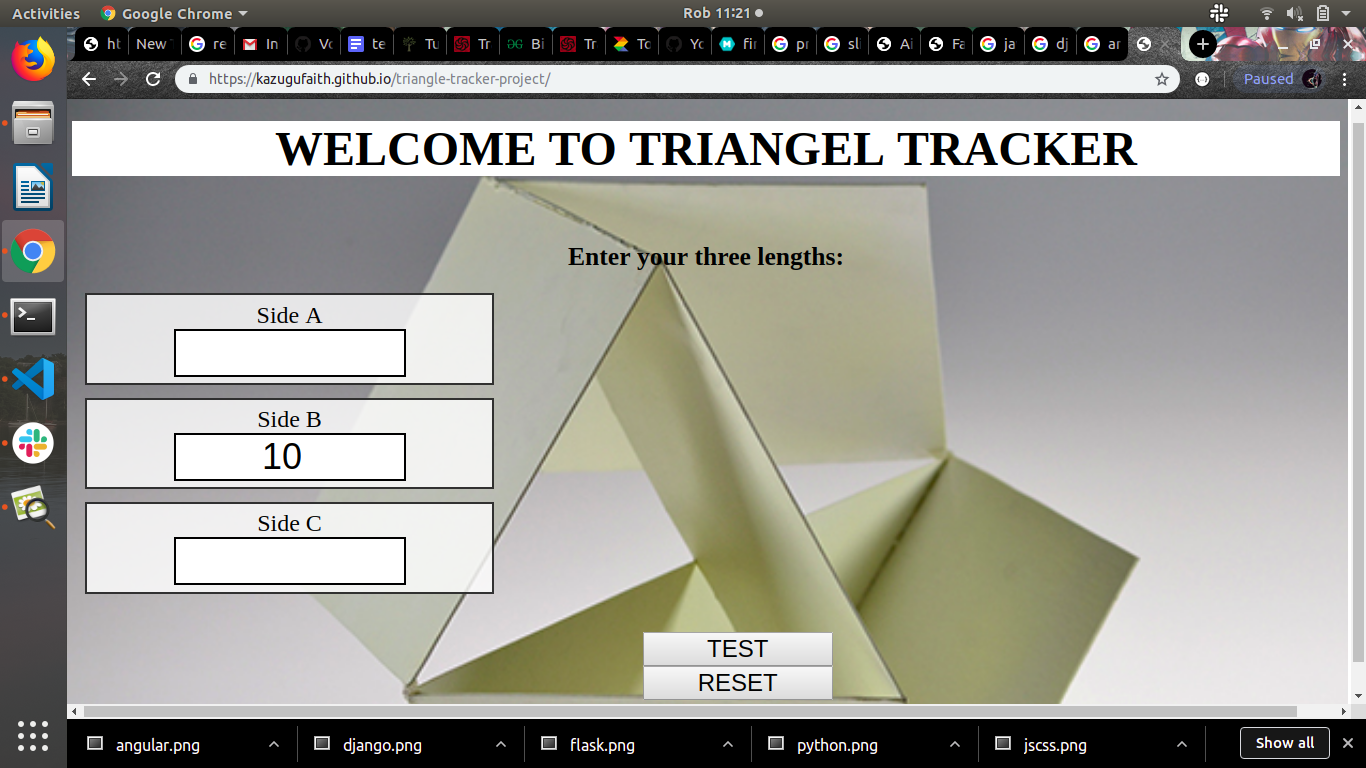 Activities Google Chrome Rob 11:21
ht New re In Vo te Tu Tr Bi Tr To Yo fir pr sl Ai Fa ja dj ar
https://kazugufaith.github.io/triangle-tracker-project/ Paused
WELCOME TO TRIANGEL TRACKER
Enter your three lengths:
Side A
Side B
10
Side C
TEST
RESET
angular.png django.png flask.png python.png jscss.png Show all